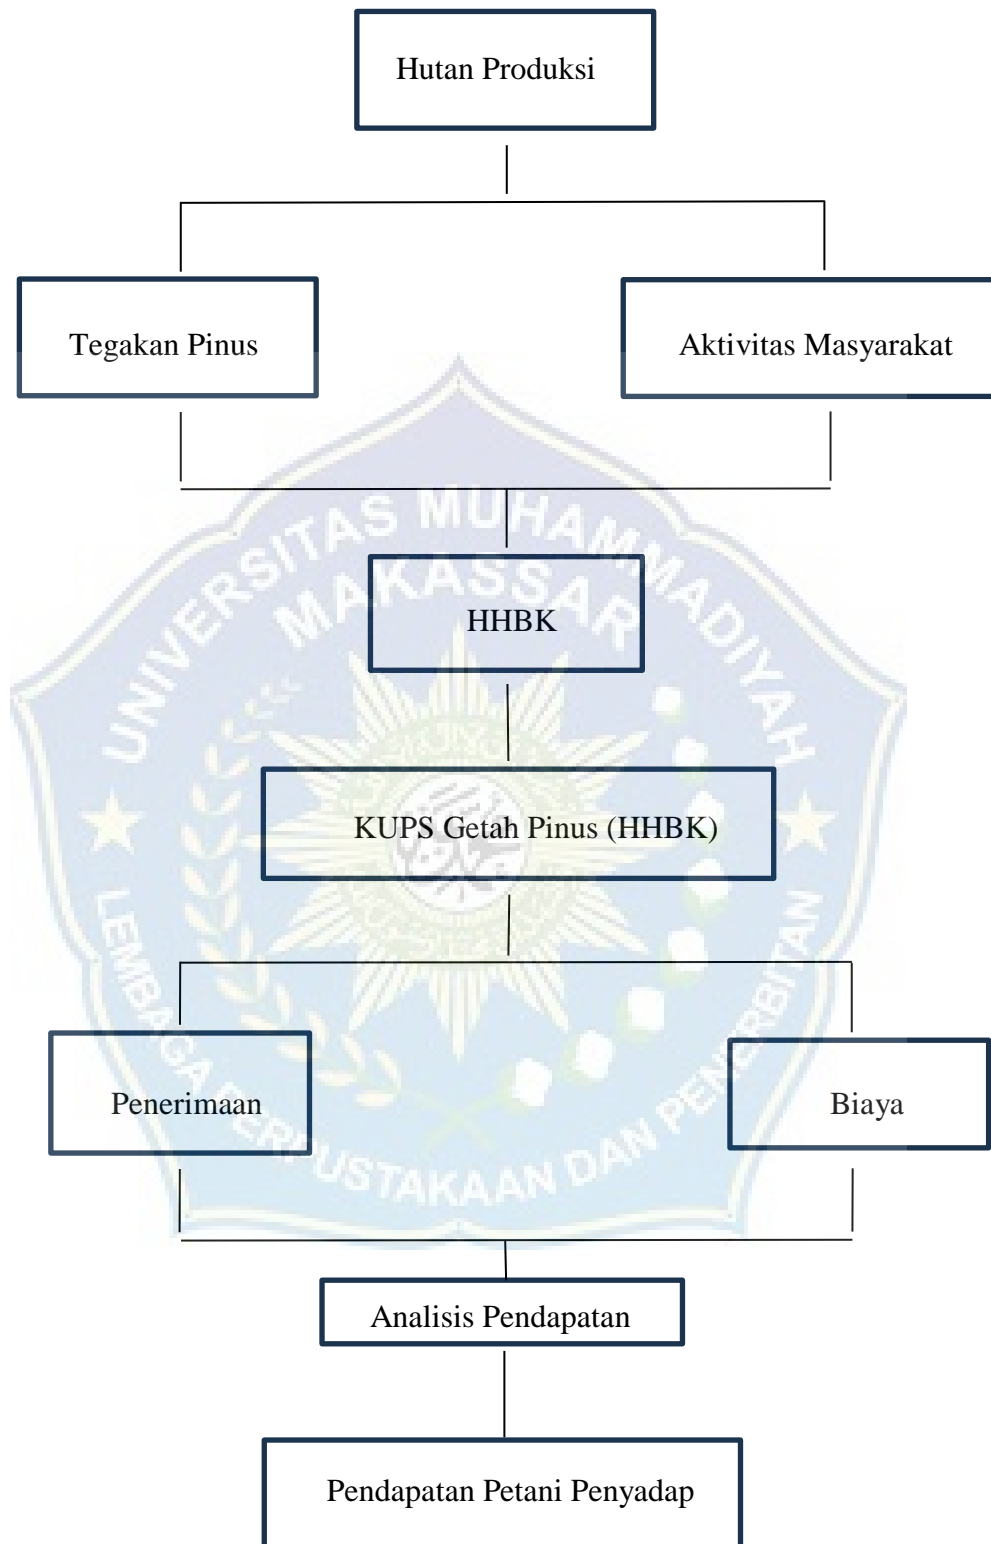 Hutan Produksi
Tegakan Pinus
Aktivitas Masyarakat
UNIVERSITAS MUHAMMADIYAH
MAKASSAR
HHBK
KUPS Getah Pinus (HHBK)
Penerimaan
Biaya
LEMBAGA PERPUSTAKAAN DAN PENERBITAN
Analisis Pendapatan
Pendapatan Petani Penyadap